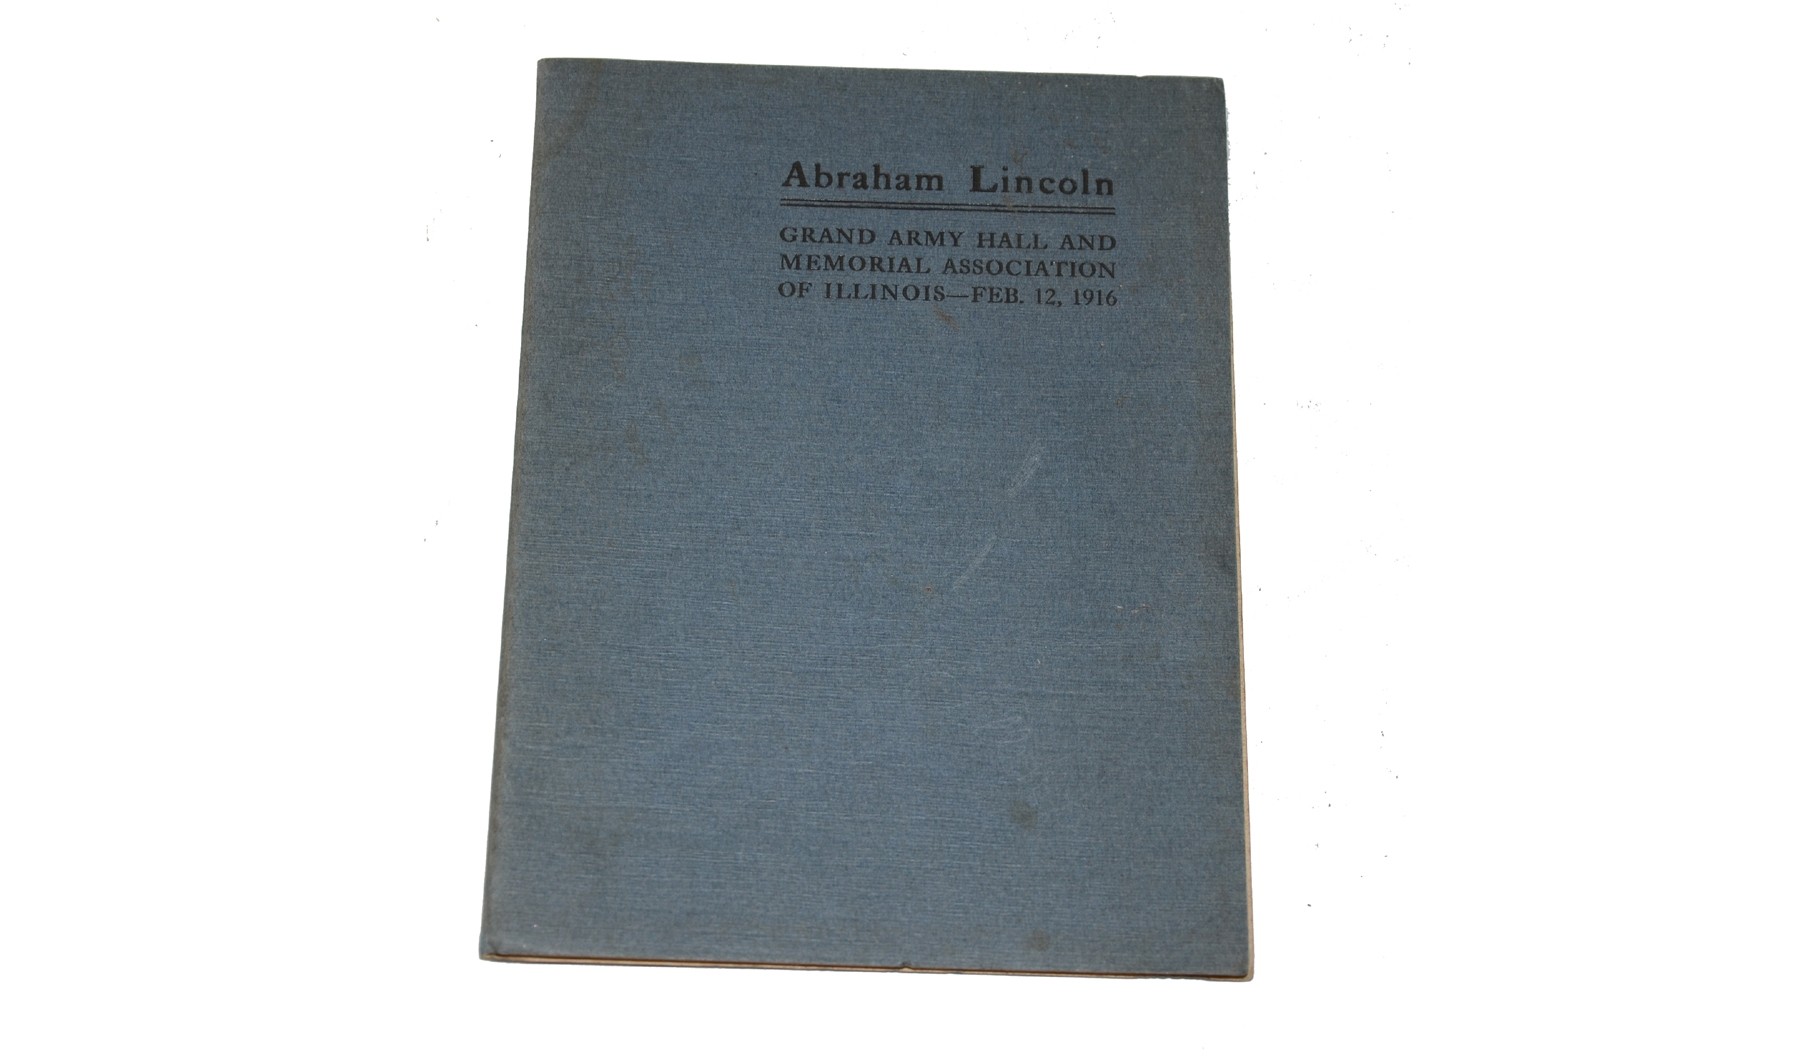 Abraham Lincoln
GRAND ARMY HALL AND
MEMORIAL ASSOCIATION
OF ILLINOIS—FEB. 12, 1916